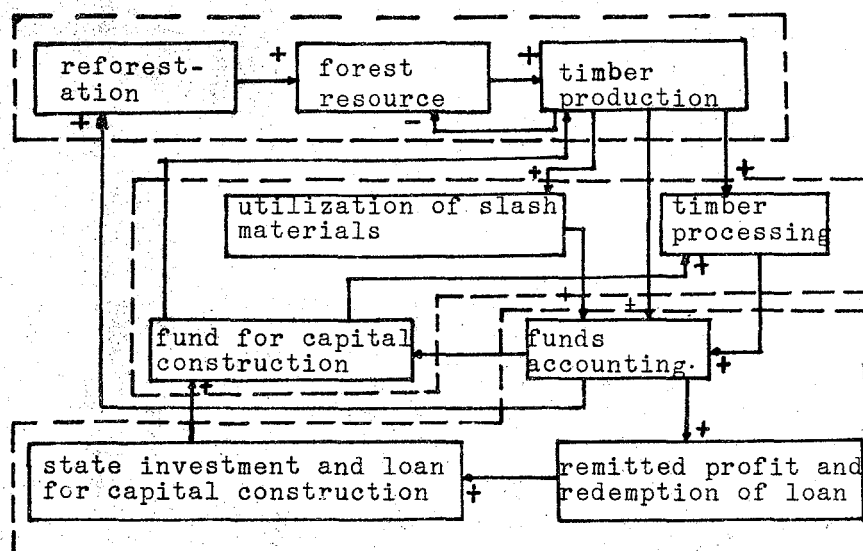 reforest-
ation
forest
resource
timber
production
utilization of slash
materials
timber
processing
fund for capital
construction
funds
accounting.
state investment and loan
for capital construction
remitted profit and
redemption of loan
+
+
+
−
+
+
+
+
±
+
+
+
+